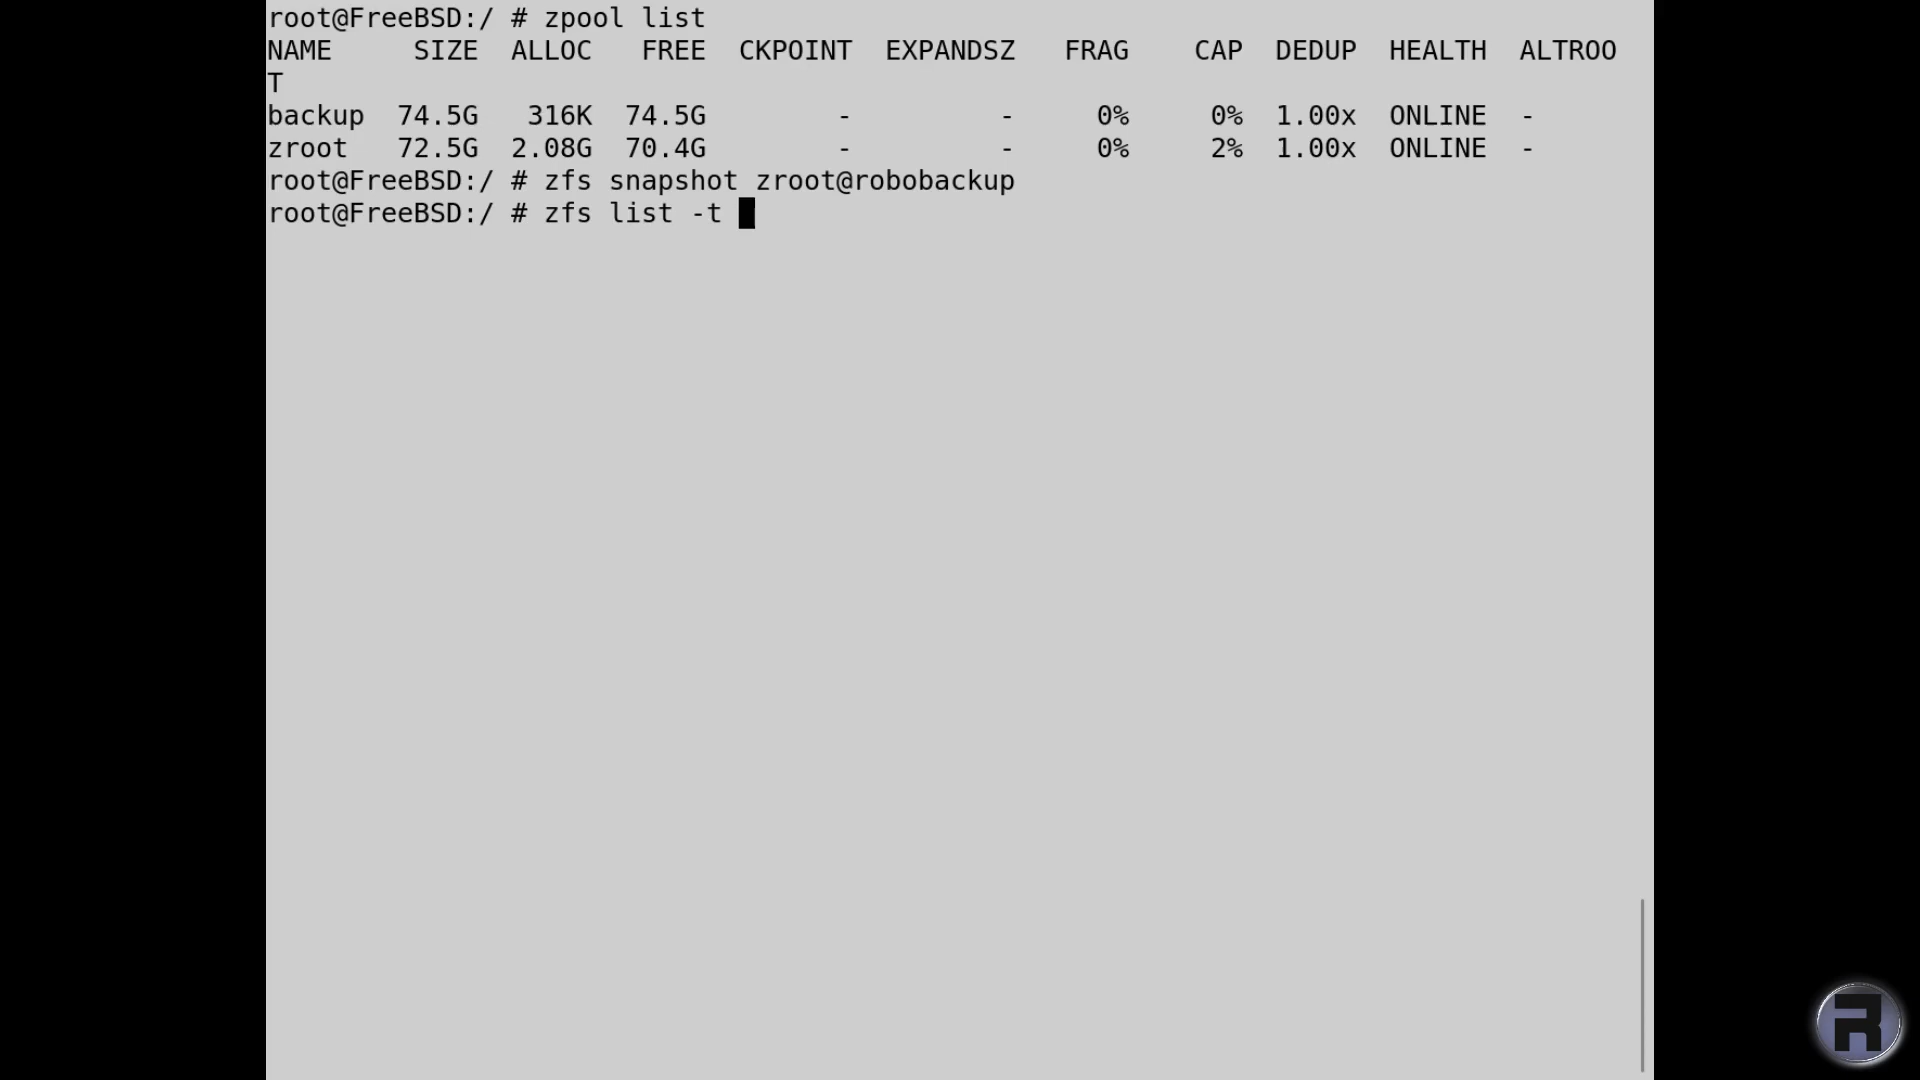 root@FreeBSD:/ # zpool list
NAME     SIZE  ALLOC   FREE  CKPOINT  EXPANDSZ   FRAG    CAP  DEDUP  HEALTH  ALTROO
T
backup  74.5G   316K  74.5G        -         -     0%     0%  1.00x  ONLINE  -
zroot   72.5G  2.08G  70.4G        -         -     0%     2%  1.00x  ONLINE  -
root@FreeBSD:/ # zfs snapshot zroot@robobackup
root@FreeBSD:/ # zfs list -t
R